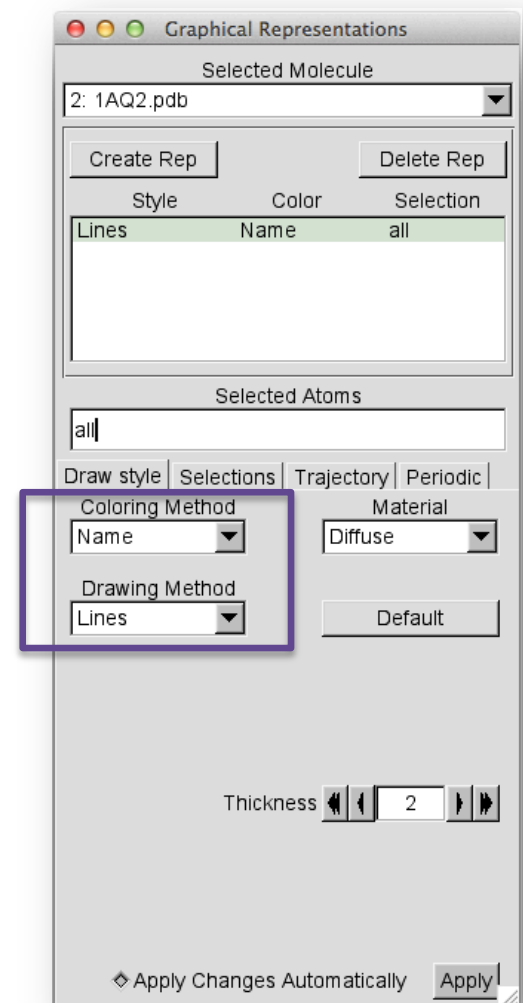 Graphical Representations
Selected Molecule
2: 1AQ2.pdb
Create Rep Delete Rep
Style Color Selection
Lines Name all
Selected Atoms
all
Draw style Selections Trajectory Periodic
Coloring Method Material
Name Diffuse
Drawing Method
Lines Default
Thickness 2
Apply Changes Automatically Apply